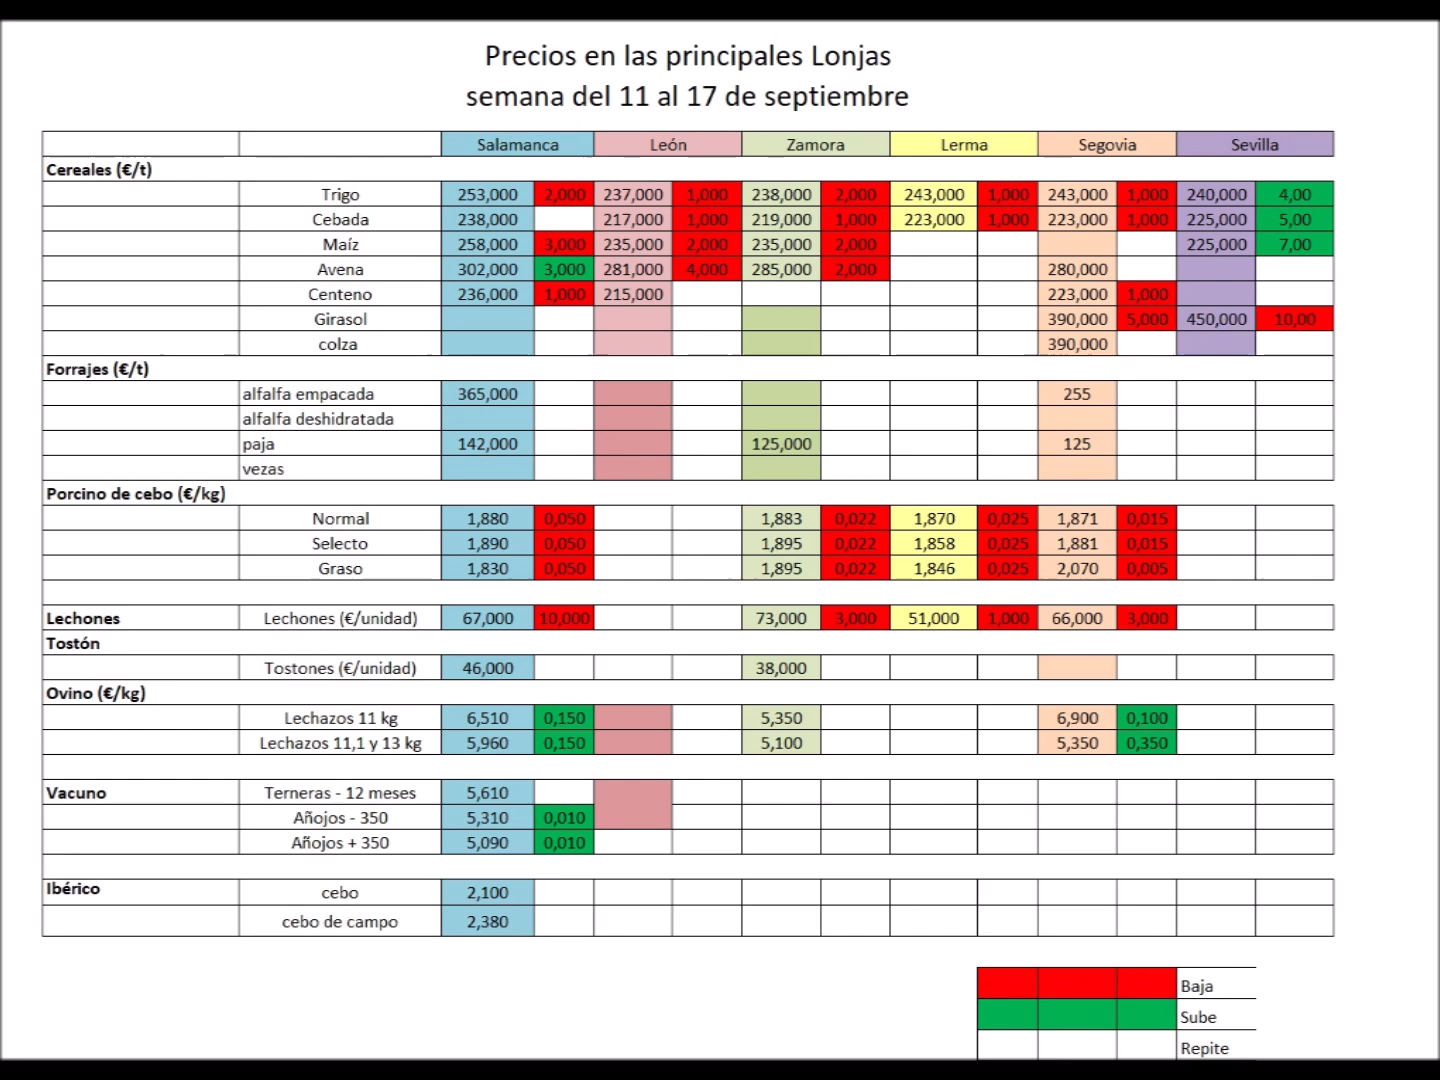 Precios en las principales Lonjas
semana del 11 al 17 de septiembre
Salamanca León Zamora Lerma Segovia Sevilla
Cereales (€/t)
Trigo 253,000 2,000 237,000 1,000 238,000 2,000 243,000 1,000 243,000 1,000 240,000 4,00
Cebada 238,000 217,000 1,000 219,000 1,000 223,000 1,000 223,000 1,000 225,000 5,00
Maíz 258,000 3,000 235,000 2,000 235,000 2,000 225,000 7,00
Avena 302,000 3,000 281,000 4,000 285,000 2,000 280,000
Centeno 236,000 1,000 215,000 223,000 1,000
Girasol 390,000 5,000 450,000 10,00
colza 390,000
Forrajes (€/t)
alfalfa empacada 365,000 255
alfalfa deshidratada
paja 142,000 125,000 125
vezas
Porcino de cebo (€/kg)
Normal 1,880 0,050 1,883 0,022 1,870 0,025 1,871 0,015
Selecto 1,890 0,050 1,895 0,022 1,858 0,025 1,881 0,015
Graso 1,830 0,050 1,895 0,022 1,846 0,025 2,070 0,005
Lechones Lechones (€/unidad) 67,000 10,000 73,000 3,000 51,000 1,000 66,000 3,000
Tostón
Tostones (€/unidad) 46,000 38,000
Ovino (€/kg)
Lechazos 11 kg 6,510 0,150 5,350 6,900 0,100
Lechazos 11,1 y 13 kg 5,960 0,150 5,100 5,350 0,350
Vacuno Terneras - 12 meses 5,610
Añojos - 350 5,310 0,010
Añojos + 350 5,090 0,010
Ibérico cebo 2,100
cebo de campo 2,380
Baja
Sube
Repite